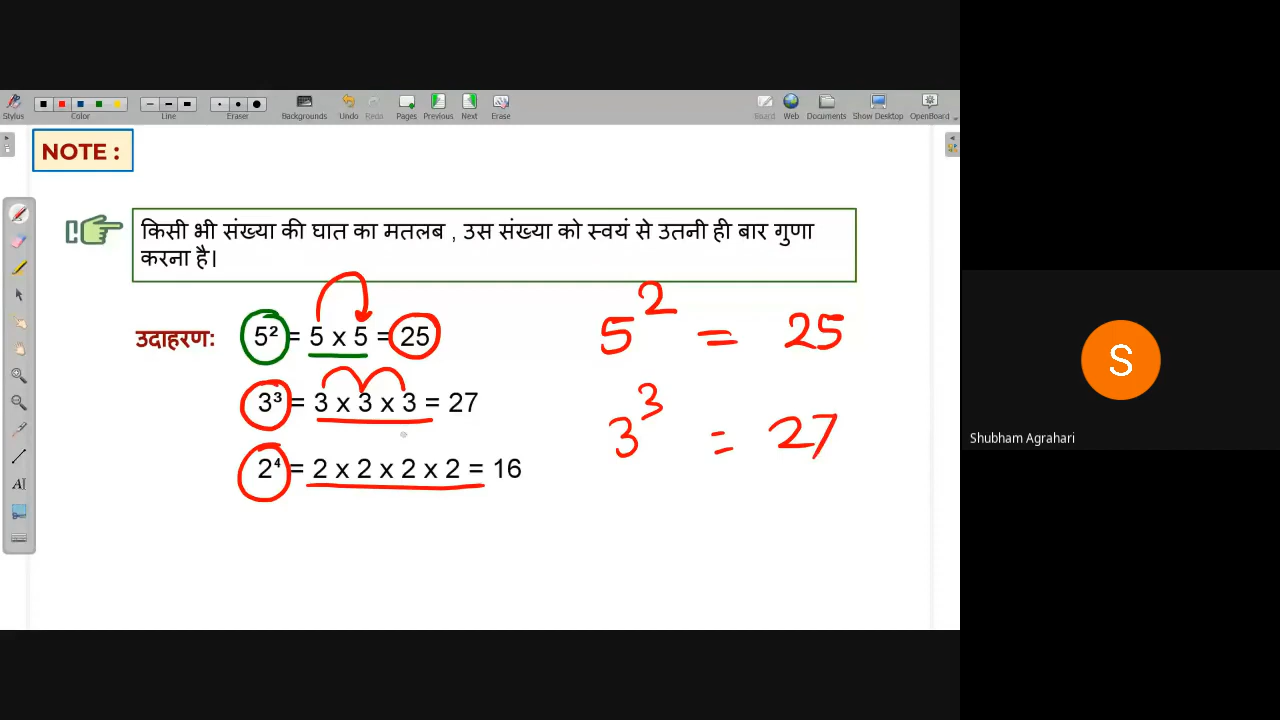 Stylus Color Line Eraser Backgrounds Undo Redo Pages Previous Next Erase Board Web Documents Show Desktop OpenBoard
NOTE :
किसी भी संख्या की घात का मतलब , उस संख्या को स्वयं से उतनी ही बार गुणा
करना है।
उदाहरण: 5² = 5 x 5 = 25
5² = 25
3³ = 3 x 3 x 3 = 27
3³ = 27
2⁴ = 2 x 2 x 2 x 2 = 16
AI
S
Shubham Agrahari